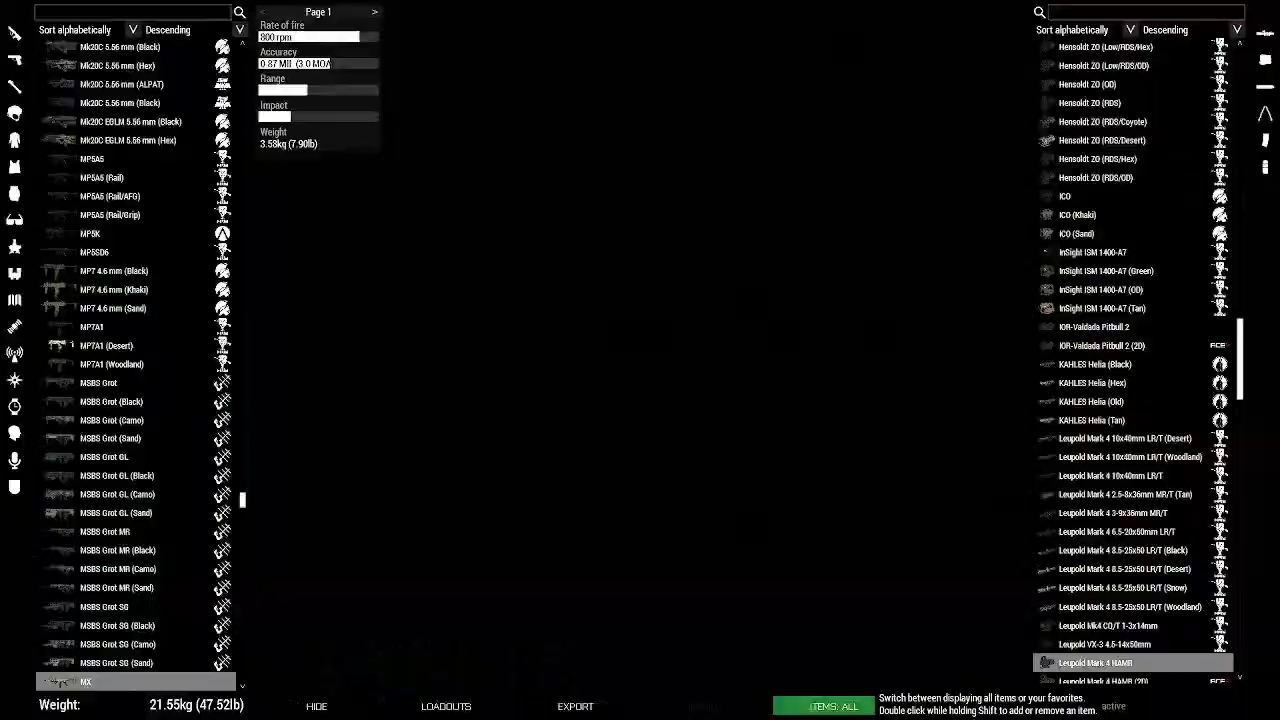 Sort alphabetically
Descending
Mk20C 5.56 mm (Black)
Mk20C 5.56 mm (Hex)
Mk20C 5.56 mm (ALPAT)
Mk20C 5.56 mm (Black)
Mk20C EGLM 5.56 mm (Black)
Mk20C EGLM 5.56 mm (Hex)
MP5A5
MP5A5 (Rail)
MP5A5 (Rail/AFG)
MP5A5 (Rail/Grip)
MP5K
MP5SD6
MP7 4.6 mm (Black)
MP7 4.6 mm (Khaki)
MP7 4.6 mm (Sand)
MP7A1
MP7A1 (Desert)
MP7A1 (Woodland)
MSBS Grot
MSBS Grot (Black)
MSBS Grot (Camo)
MSBS Grot (Sand)
MSBS Grot GL
MSBS Grot GL (Black)
MSBS Grot GL (Camo)
MSBS Grot GL (Sand)
MSBS Grot MR
MSBS Grot MR (Black)
MSBS Grot MR (Camo)
MSBS Grot MR (Sand)
MSBS Grot SG
MSBS Grot SG (Black)
MSBS Grot SG (Camo)
MSBS Grot SG (Sand)
MX
Weight: 21.55kg (47.52lb)
< Page 1 >
Rate of fire
800 rpm
Accuracy
0.87 MIL (3.0 MOA
Range
Impact
Weight
3.58kg (7.90lb)
HIDE
LOADOUTS
EXPORT
ITEMS: ALL
Switch between displaying all items or your favorites.
Double click while holding Shift to add or remove an item.
active
Sort alphabetically
Descending
Hensoldt ZO (Low/RDS/Hex)
Hensoldt ZO (Low/RDS/OD)
Hensoldt ZO (OD)
Hensoldt ZO (RDS)
Hensoldt ZO (RDS/Coyote)
Hensoldt ZO (RDS/Desert)
Hensoldt ZO (RDS/Hex)
Hensoldt ZO (RDS/OD)
ICO
ICO (Khaki)
ICO (Sand)
InSight ISM 1400-A7
InSight ISM 1400-A7 (Green)
InSight ISM 1400-A7 (OD)
InSight ISM 1400-A7 (Tan)
IOR-Valdada Pitbull 2
IOR-Valdada Pitbull 2 (2D) ACE
KAHLES Helia (Black)
KAHLES Helia (Hex)
KAHLES Helia (Old)
KAHLES Helia (Tan)
Leupold Mark 4 10x40mm LR/T (Desert)
Leupold Mark 4 10x40mm LR/T (Woodland)
Leupold Mark 4 10x40mm LR/T
Leupold Mark 4 2.5-8x36mm MR/T (Tan)
Leupold Mark 4 3-9x36mm MR/T
Leupold Mark 4 6.5-20x50mm LR/T
Leupold Mark 4 8.5-25x50 LR/T (Black)
Leupold Mark 4 8.5-25x50 LR/T (Desert)
Leupold Mark 4 8.5-25x50 LR/T (Snow)
Leupold Mark 4 8.5-25x50 LR/T (Woodland)
Leupold Mk4 CQ/T 1-3x14mm
Leupold VX-3 4.5-14x50mm
Leupold Mark 4 HAMR
Leupold Mark 4 HAMR (2D) ACE